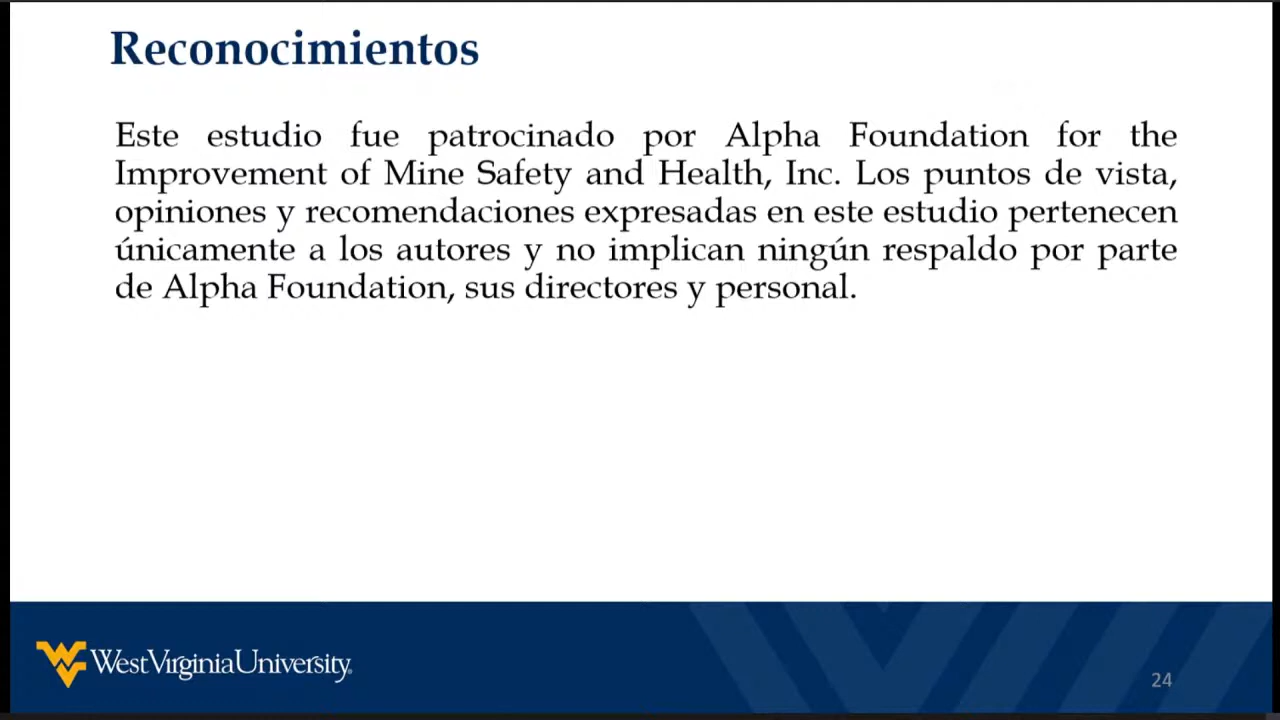 Reconocimientos
Este estudio fue patrocinado por Alpha Foundation for the
Improvement of Mine Safety and Health, Inc. Los puntos de vista,
opiniones y recomendaciones expresadas en este estudio pertenecen
únicamente a los autores y no implican ningún respaldo por parte
de Alpha Foundation, sus directores y personal.
WestVirginiaUniversity.
24